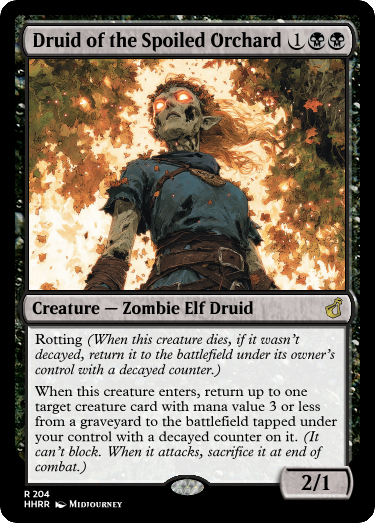 Druid of the Spoiled Orchard 1
Creature — Zombie Elf Druid
Rotting (When this creature dies, if it wasn't
decayed, return it to the battlefield under its owner's
control with a decayed counter.)
When this creature enters, return up to one
target creature card with mana value 3 or less
from a graveyard to the battlefield tapped under
your control with a decayed counter on it. (It
can't block. When it attacks, sacrifice it at end of
combat.)
2/1
R 204
HHRR Midjourney